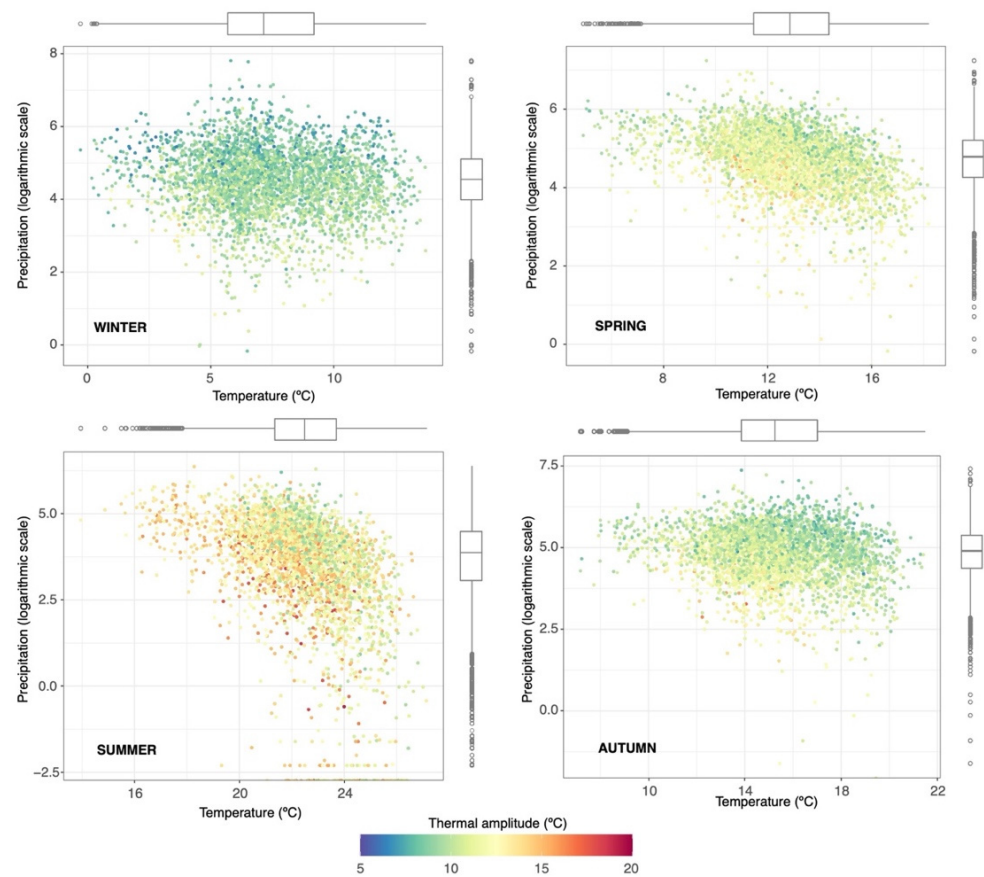 8
6
4
2
0
Precipitation (logarithmic scale)
WINTER
0
5
10
Temperature (ºC)
6
4
2
0
Precipitation (logarithmic scale)
SPRING
8
12
16
Temperature (ºC)
5.0
2.5
0.0
−2.5
Precipitation (logarithmic scale)
SUMMER
16
20
24
Temperature (ºC)
7.5
5.0
2.5
0.0
Precipitation (logarithmic scale)
AUTUMN
10
14
18
22
Temperature (ºC)
Thermal amplitude (ºC)
5
10
15
20